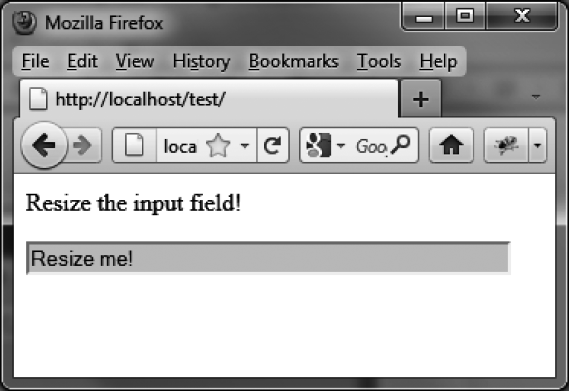 Mozilla Firefox
File Edit View History Bookmarks Tools Help
http://localhost/test/
loca Goo
Resize the input field!
Resize me!